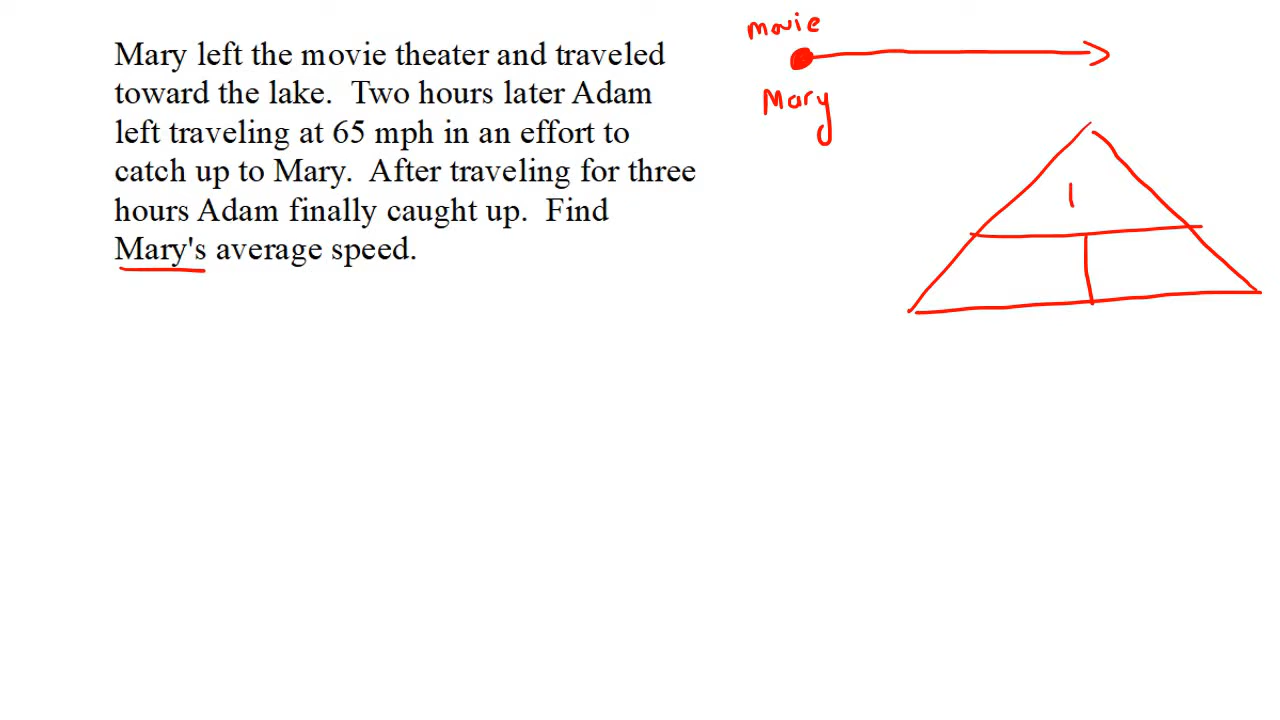 Mary left the movie theater and traveled
toward the lake.  Two hours later Adam
left traveling at 65 mph in an effort to
catch up to Mary.  After traveling for three
hours Adam finally caught up.  Find
Mary's average speed.
movie
Mary